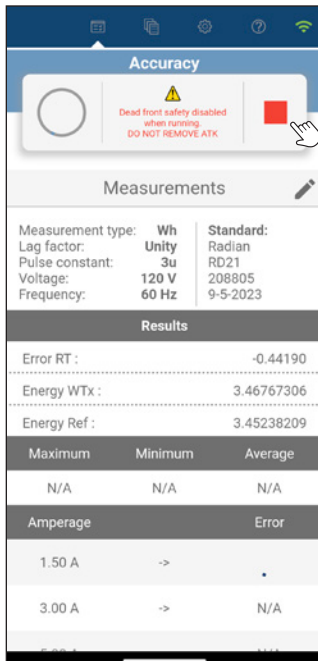 Accuracy
Dead front safety disabled
when running.
DO NOT REMOVE ATK
Measurements
Measurement type: Wh
Lag factor: Unity
Pulse constant: 3u
Voltage: 120 V
Frequency: 60 Hz
Standard:
Radian
RD21
208805
9-5-2023
Results
Error RT : -0.44190
Energy WTx : 3.46767306
Energy Ref : 3.45238209
Maximum Minimum Average
N/A N/A N/A
Amperage Error
1.50 A ->
3.00 A -> N/A